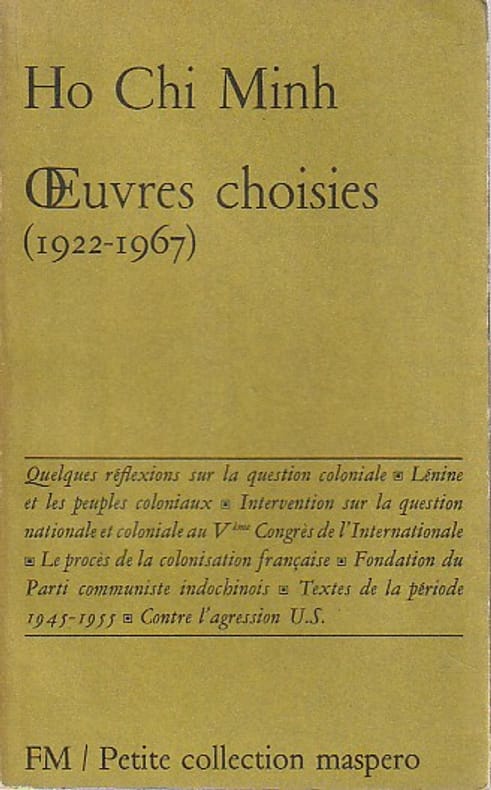 Ho Chi Minh
Œuvres choisies
(1922-1967)
Quelques réflexions sur la question coloniale ▣ Lénine
et les peuples coloniaux ▣ Intervention sur la question
nationale et coloniale au Vème Congrès de l'Internationale
▣ Le procès de la colonisation française ▣ Fondation du
Parti communiste indochinois ▣ Textes de la période
1945-1955 ▣ Contre l'agression U.S.
FM / Petite collection maspero